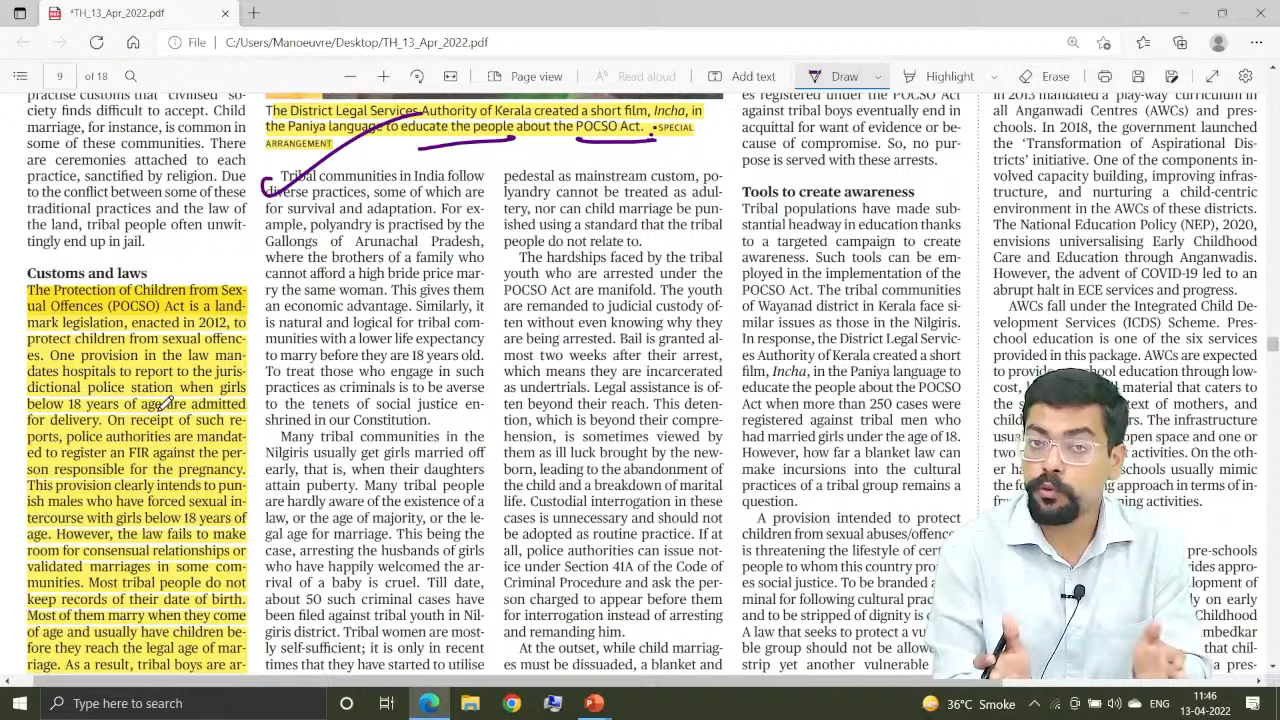 *TH_13_Apr_2022.pdf
File
C:/Users/Manoeuvre/Desktop/TH_13_Apr_2022.pdf
9
of 18
Page view
Read aloud
Add text
Draw
Highlight
Erase
practise customs that 'civilised' so-
ciety finds difficult to accept. Child
marriage, for instance, is common in
some of these communities. There
are ceremonies attached to each
practice, sanctified by religion. Due
to the conflict between some of these
traditional practices and the law of
the land, tribal people often unwit-
tingly end up in jail.
Customs and laws
The Protection of Children from Sex-
ual Offences (POCSO) Act is a land-
mark legislation, enacted in 2012, to
protect children from sexual offenc-
es. One provision in the law man-
dates hospitals to report to the juris-
dictional police station when girls
below 18 years of age are admitted
for delivery. On receipt of such re-
ports, police authorities are mandat-
ed to register an FIR against the per-
son responsible for the pregnancy.
This provision clearly intends to pun-
ish males who have forced sexual in-
tercourse with girls below 18 years of
age. However, the law fails to make
room for consensual relationships or
validated marriages in some com-
munities. Most tribal people do not
keep records of their date of birth.
Most of them marry when they come
of age and usually have children be-
fore they reach the legal age of mar-
riage. As a result, tribal boys are ar-
The District Legal Services Authority of Kerala created a short film, Incha, in
the Paniya language to educate the people about the POCSO Act. ▪SPECIAL
ARRANGEMENT
Tribal communities in India follow
diverse practices, some of which are
for survival and adaptation. For ex-
ample, polyandry is practised by the
Gallongs of Arunachal Pradesh,
where the brothers of a family who
cannot afford a high bride price mar-
ry the same woman. This gives them
an economic advantage. Similarly, it
is natural and logical for tribal com-
munities with a lower life expectancy
to marry before they are 18 years old.
To treat those who engage in such
practices as criminals is to be averse
to the tenets of social justice en-
shrined in our Constitution.
Many tribal communities in the
Nilgiris usually get girls married off
early, that is, when their daughters
attain puberty. Many tribal people
are hardly aware of the existence of a
law, or the age of majority, or the le-
gal age for marriage. This being the
case, arresting the husbands of girls
who have happily welcomed the ar-
rival of a baby is cruel. Till date,
about 50 such criminal cases have
been filed against tribal youth in Nil-
giris district. Tribal women are most-
ly self-sufficient; it is only in recent
times that they have started to utilise
pedestal as mainstream custom, po-
lyandry cannot be treated as adul-
tery, nor can child marriage be pun-
ished using a standard that the tribal
people do not relate to.
The hardships faced by the tribal
youth who are arrested under the
POCSO Act are manifold. The youth
are remanded to judicial custody of-
ten without even knowing why they
are being arrested. Bail is granted al-
most two weeks after their arrest,
which means they are incarcerated
as undertrials. Legal assistance is of-
ten beyond their reach. This deten-
tion, which is beyond their compre-
hension, is sometimes viewed by
them as ill luck brought by the new-
born, leading to the abandonment of
the child and a breakdown of marital
life. Custodial interrogation in these
cases is unnecessary and should not
be adopted as routine practice. If at
all, police authorities can issue not-
ice under Section 41A of the Code of
Criminal Procedure and ask the per-
son charged to appear before them
for interrogation instead of arresting
and remanding him.
At the outset, while child marriag-
es must be dissuaded, a blanket and
es registered under the POCSO Act
against tribal boys eventually end in
acquittal for want of evidence or be-
cause of compromise. So, no pur-
pose is served with these arrests.
Tools to create awareness
Tribal populations have made sub-
stantial headway in education thanks
to a targeted campaign to create
awareness. Such tools can be em-
ployed in the implementation of the
POCSO Act. The tribal communities
of Wayanad district in Kerala face si-
milar issues as those in the Nilgiris.
In response, the District Legal Servic-
es Authority of Kerala created a short
film, Incha, in the Paniya language to
educate the people about the POCSO
Act when more than 250 cases were
registered against tribal men who
had married girls under the age of 18.
However, how far a blanket law can
make incursions into the cultural
practices of a tribal group remains a
question.
A provision intended to protect
children from sexual abuses/offence
is threatening the lifestyle of cer
people to whom this country pro
es social justice. To be branded a
minal for following cultural prac
and to be stripped of dignity is
A law that seeks to protect a vu
ble group should not be allow
strip yet another vulnerable
in 2013 mandated a 'play-way' curriculum in
all Anganwadi Centres (AWCs) and pre-
schools. In 2018, the government launched
the 'Transformation of Aspirational Dis-
tricts' initiative. One of the components in-
volved capacity building, improving infras-
tructure, and nurturing a child-centric
environment in the AWCs of these districts.
The National Education Policy (NEP), 2020,
envisions universalising Early Childhood
Care and Education through Anganwadis.
However, the advent of COVID-19 led to an
abrupt halt in ECE services and progress.
AWCs fall under the Integrated Child De-
velopment Services (ICDS) Scheme. Pres-
chool education is one of the six services
provided in this package. AWCs are expected
to provide hool education through low-
cost, material that caters to
the s text of mothers, and
child rs. The infrastructure
usua open space and one or
two activities. On the oth-
er ha schools usually mimic
the fo g approach in terms of in-
fra ning activities.
pre-schools
ides appro-
lopment of
y on early
Childhood
mbedkar
that chil-
a pres-
Type here to search
36°C Smoke
ENG
11:46
13-04-2022